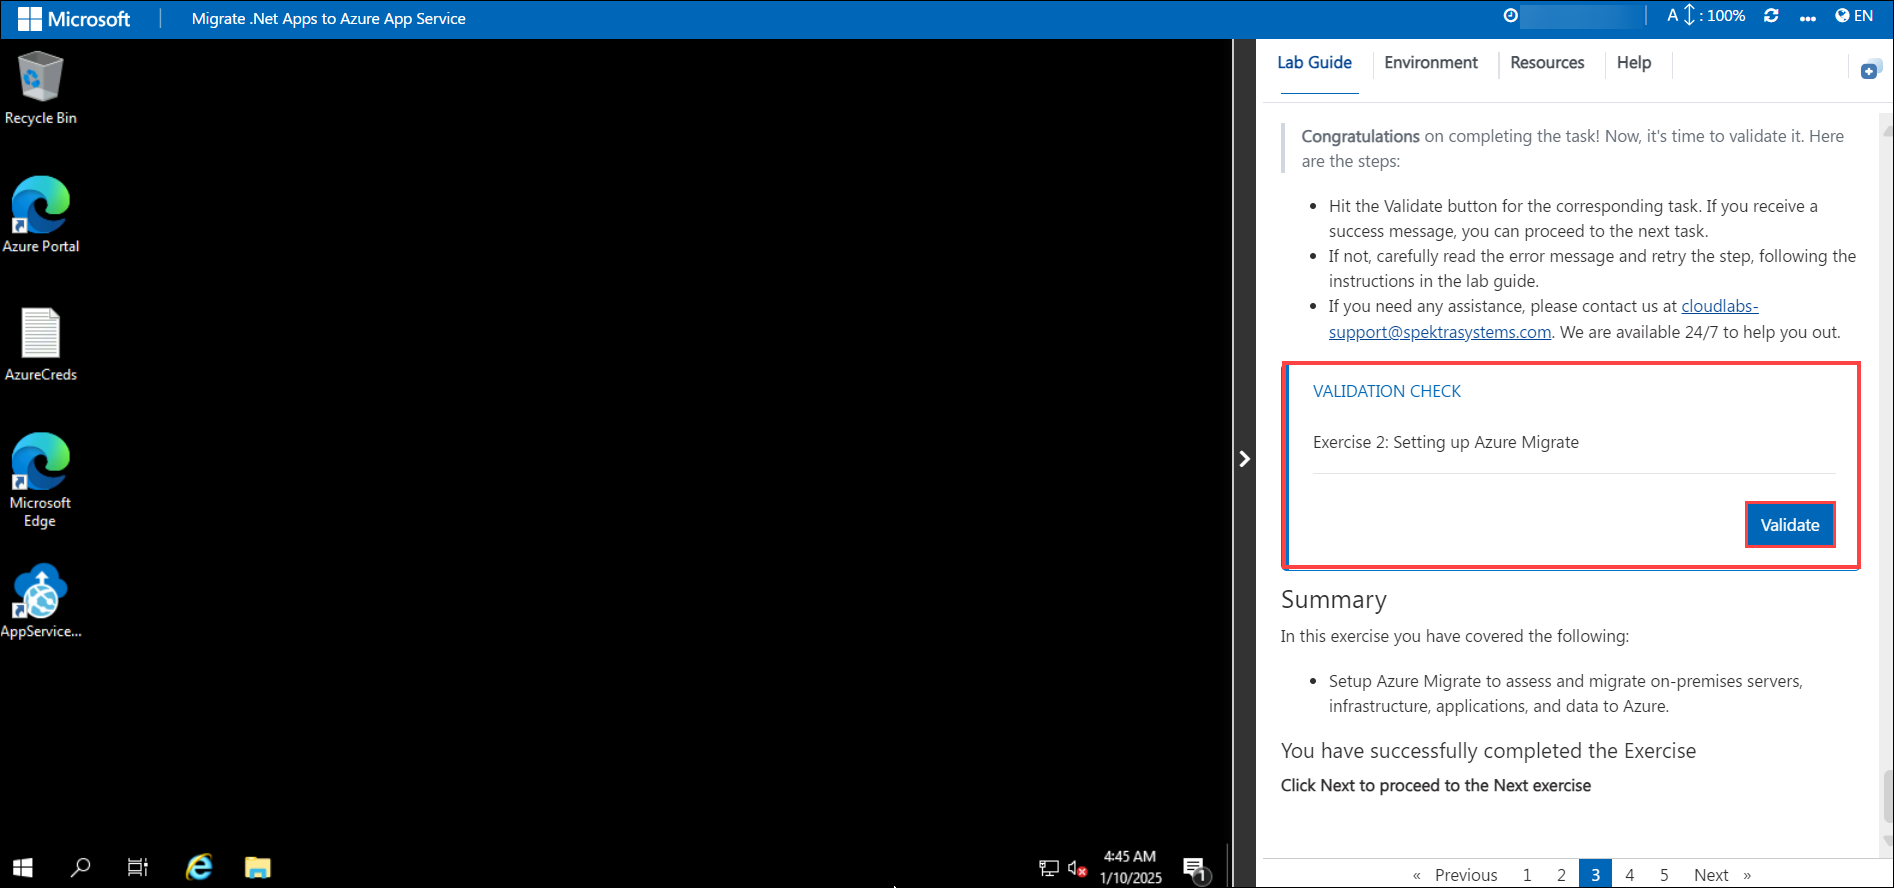 Microsoft
Migrate .Net Apps to Azure App Service
A : 100%
EN
Recycle Bin
Azure Portal
AzureCreds
Microsoft
Edge
AppService...
4:45 AM
1/10/2025
1
Lab Guide
Environment
Resources
Help
Congratulations on completing the task! Now, it's time to validate it. Here
are the steps:
• Hit the Validate button for the corresponding task. If you receive a
success message, you can proceed to the next task.
• If not, carefully read the error message and retry the step, following the
instructions in the lab guide.
• If you need any assistance, please contact us at cloudlabs-
support@spektrasystems.com. We are available 24/7 to help you out.
VALIDATION CHECK
Exercise 2: Setting up Azure Migrate
Validate
Summary
In this exercise you have covered the following:
• Setup Azure Migrate to assess and migrate on-premises servers,
infrastructure, applications, and data to Azure.
You have successfully completed the Exercise
Click Next to proceed to the Next exercise
« Previous 1 2 3 4 5 Next »